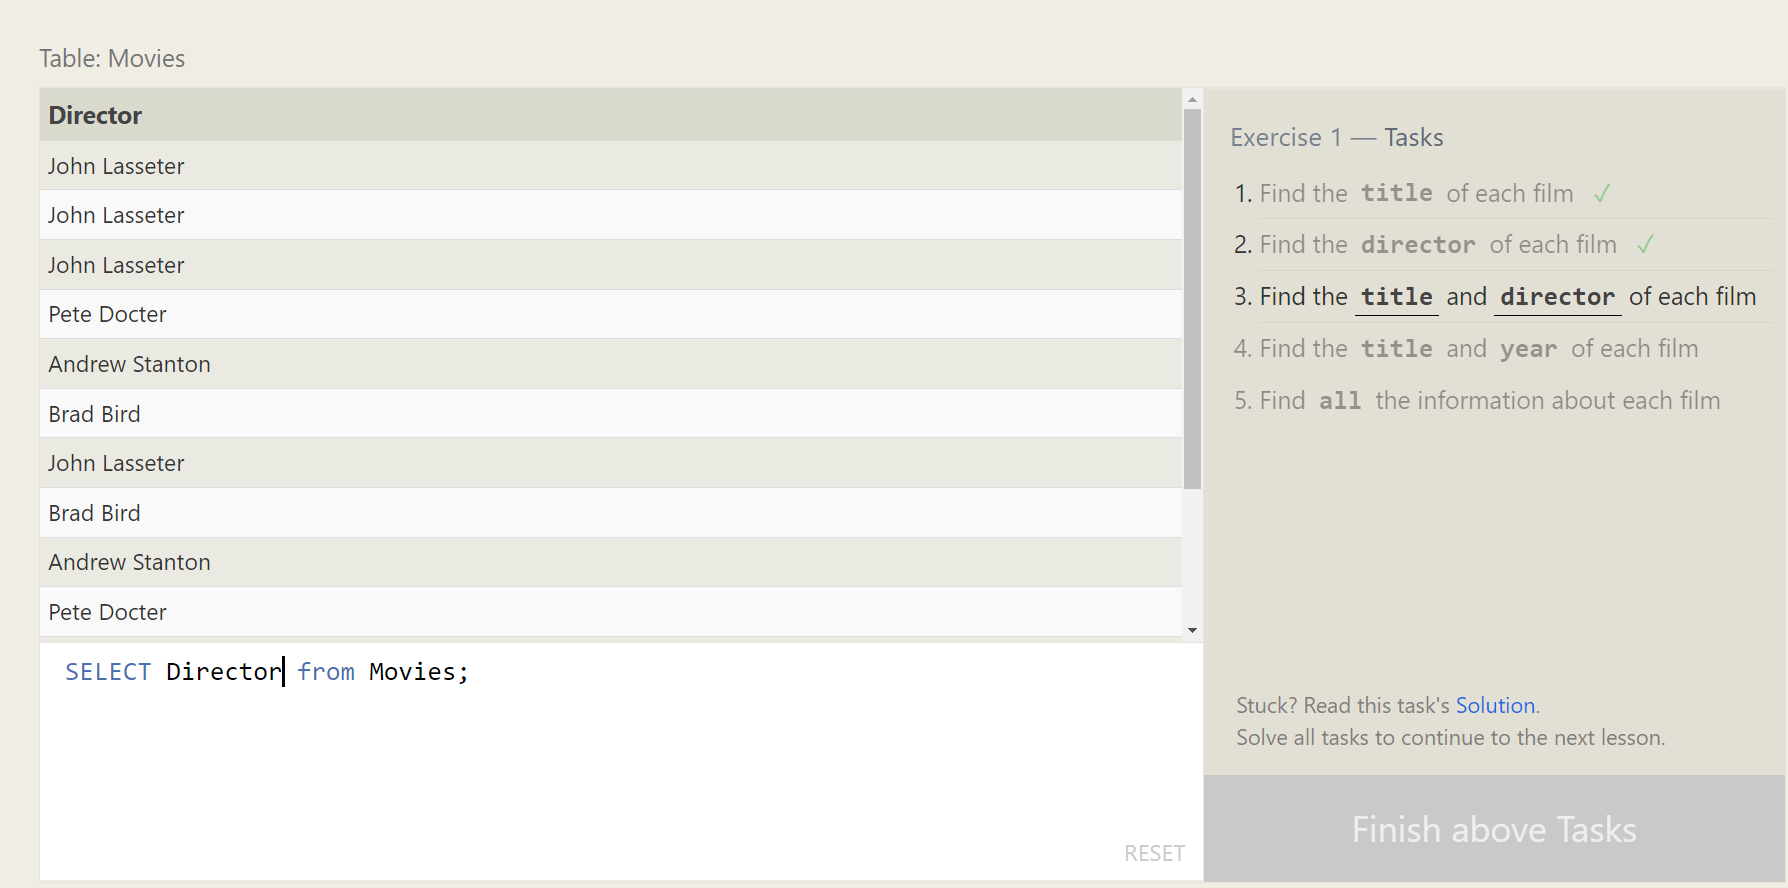 Table: Movies
Director
John Lasseter
John Lasseter
John Lasseter
Pete Docter
Andrew Stanton
Brad Bird
John Lasseter
Brad Bird
Andrew Stanton
Pete Docter
SELECT Director from Movies;
RESET
Exercise 1 — Tasks
1. Find the title of each film ✓
2. Find the director of each film ✓
3. Find the title and director of each film
4. Find the title and year of each film
5. Find all the information about each film
Stuck? Read this task's Solution.
Solve all tasks to continue to the next lesson.
Finish above Tasks